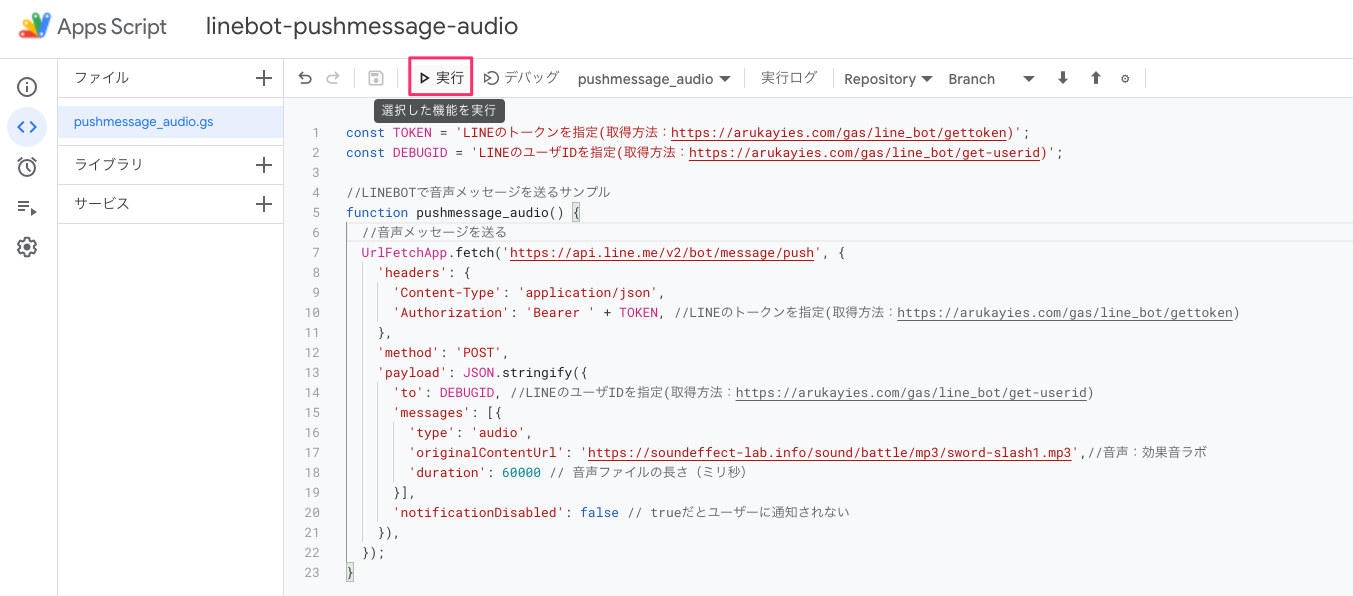 Apps Script linebot-pushmessage-audio
ファイル
実行 デバッグ pushmessage_audio 実行ログ Repository Branch
選択した機能を実行
pushmessage_audio.gs
ライブラリ
サービス
1 const TOKEN = 'LINEのトークンを指定(取得方法：https://arukayies.com/gas/line_bot/gettoken)';
2 const DEBUGID = 'LINEのユーザIDを指定(取得方法：https://arukayies.com/gas/line_bot/get-userid)';
3
4 //LINEBOTで音声メッセージを送るサンプル
5 function pushmessage_audio() {
6 //音声メッセージを送る
7 UrlFetchApp.fetch('https://api.line.me/v2/bot/message/push', {
8 'headers': {
9 'Content-Type': 'application/json',
10 'Authorization': 'Bearer ' + TOKEN, //LINEのトークンを指定(取得方法：https://arukayies.com/gas/line_bot/gettoken)
11 },
12 'method': 'POST',
13 'payload': JSON.stringify({
14 'to': DEBUGID, //LINEのユーザIDを指定(取得方法：https://arukayies.com/gas/line_bot/get-userid)
15 'messages': [{
16 'type': 'audio',
17 'originalContentUrl': 'https://soundeffect-lab.info/sound/battle/mp3/sword-slash1.mp3',//音声：効果音ラボ
18 'duration': 60000 // 音声ファイルの長さ（ミリ秒）
19 }],
20 'notificationDisabled': false // trueだとユーザーに通知されない
21 }),
22 });
23 }